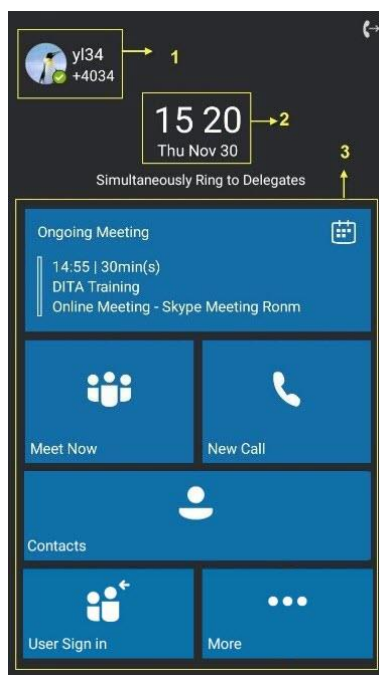 yl34
+4034
1
15 20
2
Thu Nov 30
3
Simultaneously Ring to Delegates
Ongoing Meeting
14:55 | 30min(s)
DITA Training
Online Meeting - Skype Meeting Ronm
Meet Now
New Call
Contacts
User Sign in
More